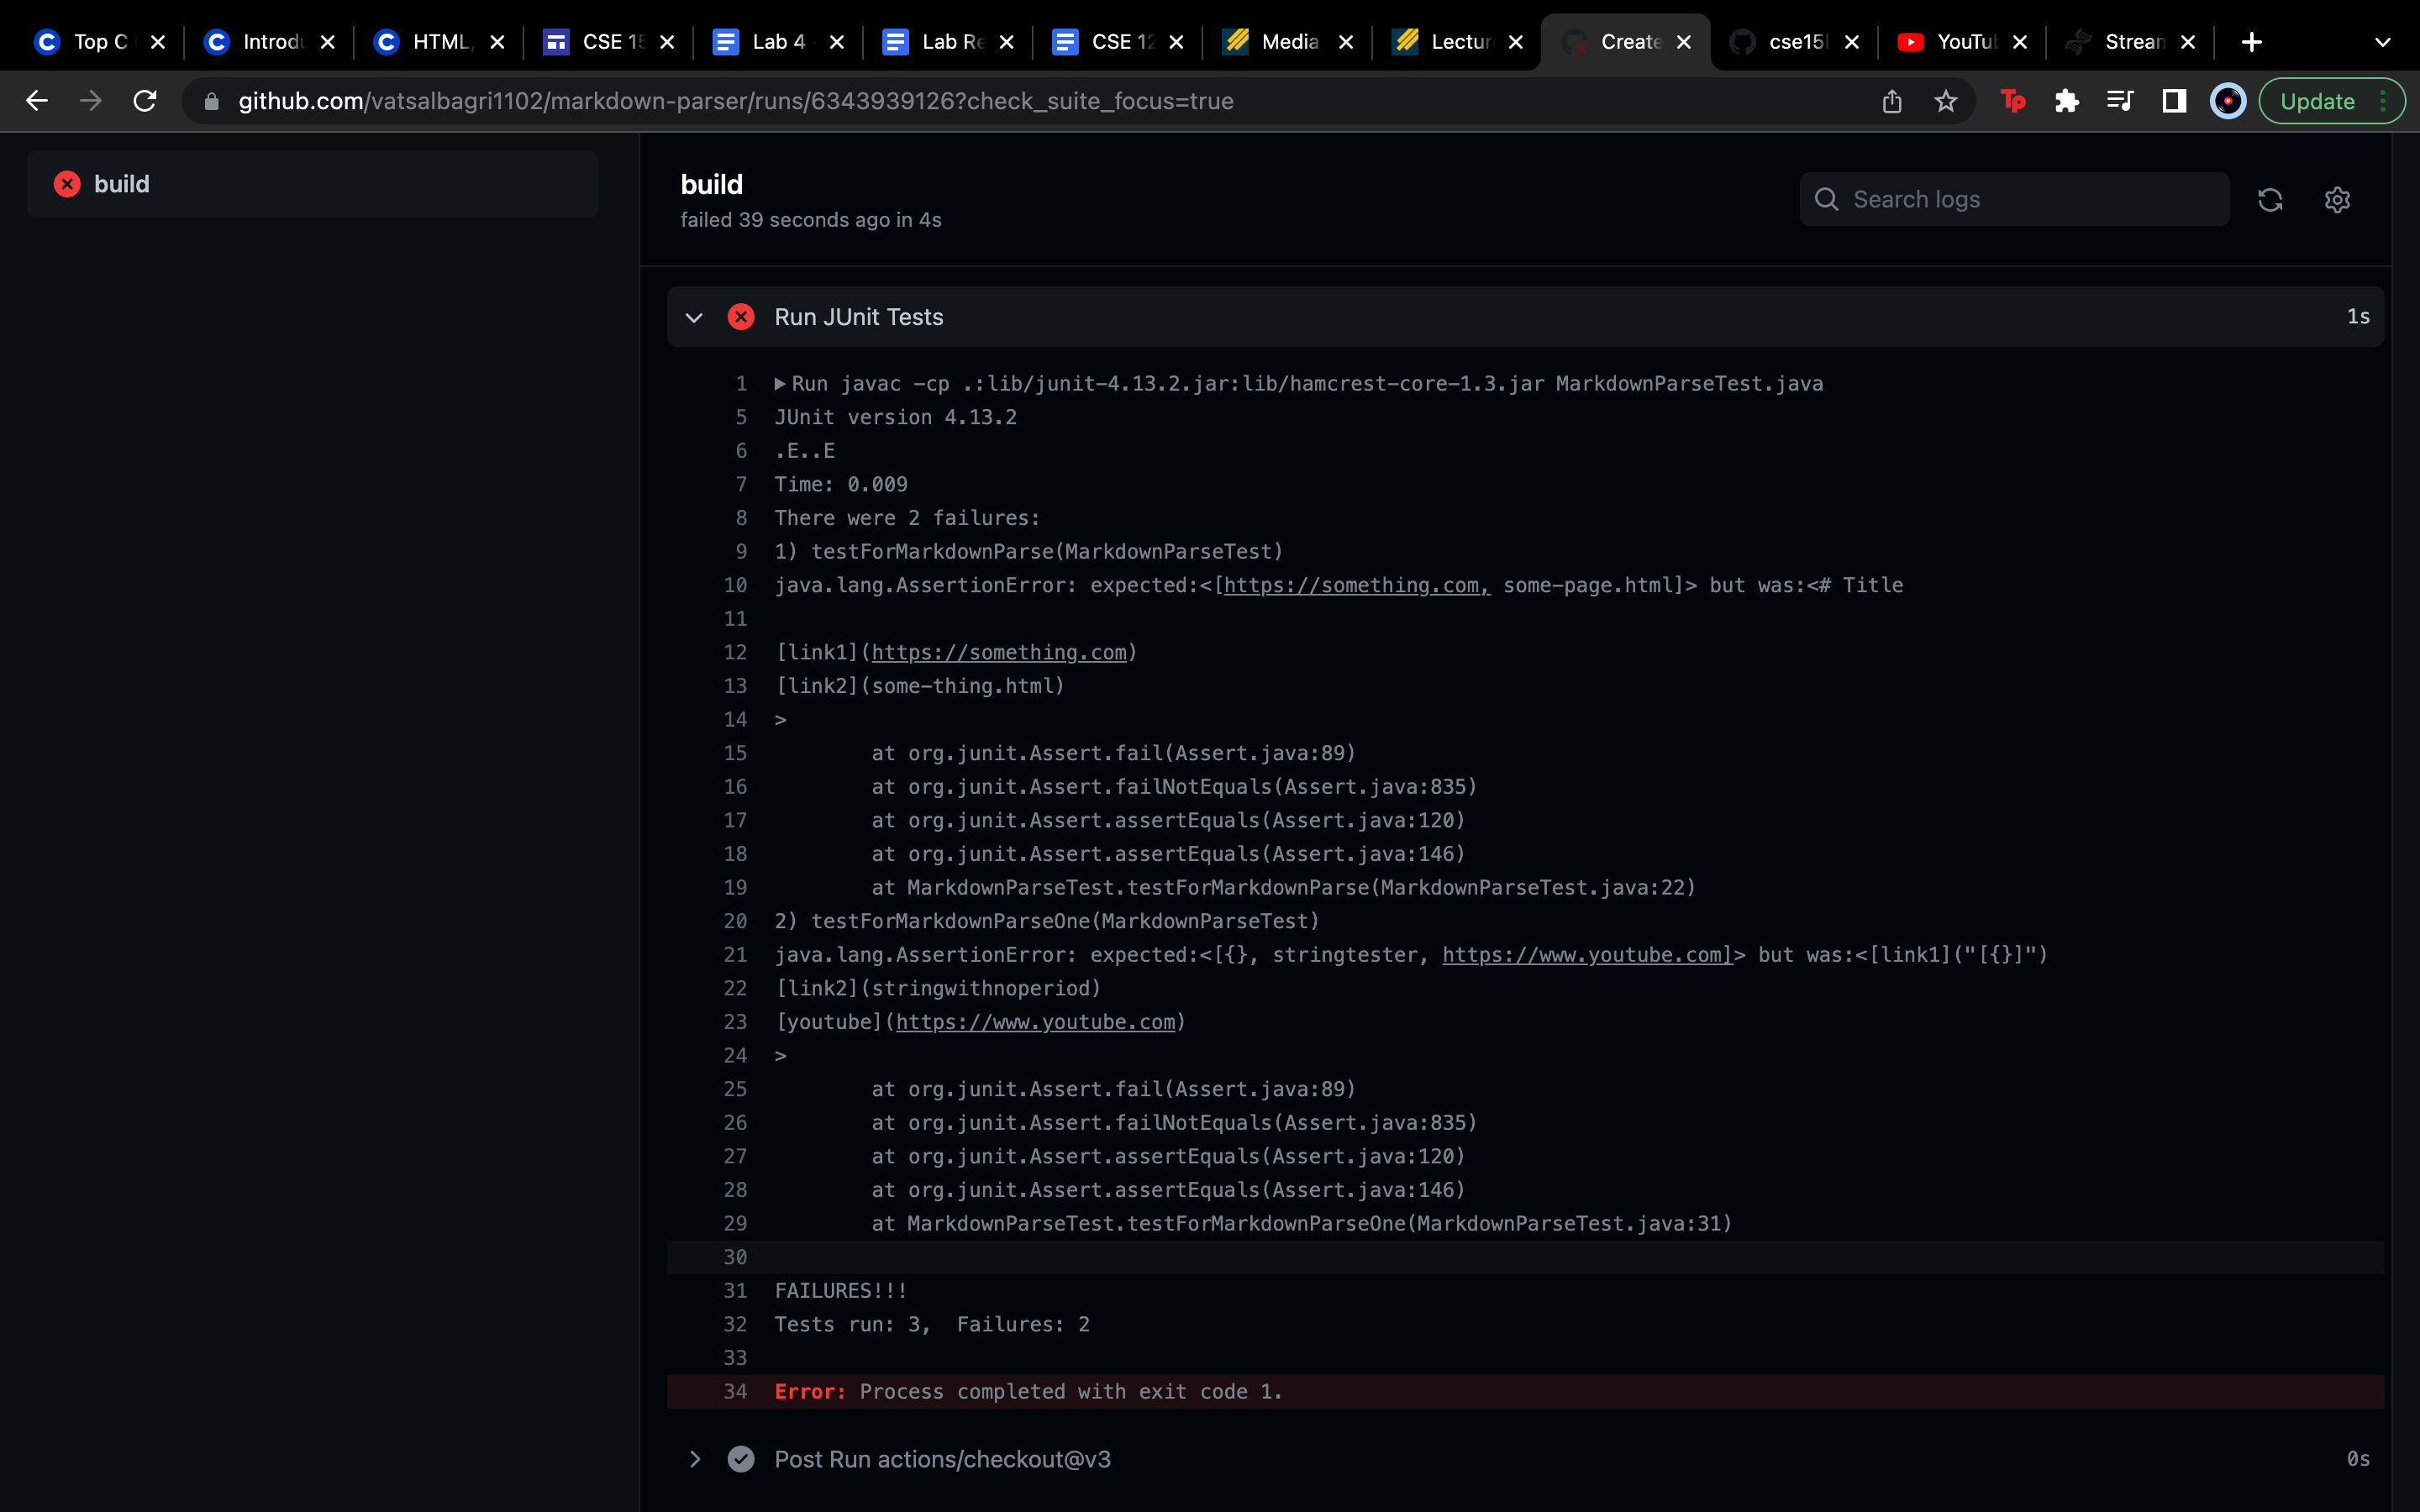 Top C
Introdu
HTML,
CSE 15
Lab 4
Lab Re
CSE 12
Media
Lectur
Create
cse15l
YouTu
Stream
github.com/vatsalbagri1102/markdown-parser/runs/6343939126?check_suite_focus=true
Update
build
build
failed 39 seconds ago in 4s
Search logs
Run JUnit Tests 1s
1 Run javac -cp .:lib/junit-4.13.2.jar:lib/hamcrest-core-1.3.jar MarkdownParseTest.java
5 JUnit version 4.13.2
6 .E..E
7 Time: 0.009
8 There were 2 failures:
9 1) testForMarkdownParse(MarkdownParseTest)
10 java.lang.AssertionError: expected:<[https://something.com, some-page.html]> but was:<# Title
11
12 [link1](https://something.com)
13 [link2](some-thing.html)
14 >
15 at org.junit.Assert.fail(Assert.java:89)
16 at org.junit.Assert.failNotEquals(Assert.java:835)
17 at org.junit.Assert.assertEquals(Assert.java:120)
18 at org.junit.Assert.assertEquals(Assert.java:146)
19 at MarkdownParseTest.testForMarkdownParse(MarkdownParseTest.java:22)
20 2) testForMarkdownParseOne(MarkdownParseTest)
21 java.lang.AssertionError: expected:<[{}, stringtester, https://www.youtube.com]> but was:<[link1]("[{}]")
22 [link2](stringwithnoperiod)
23 [youtube](https://www.youtube.com)
24 >
25 at org.junit.Assert.fail(Assert.java:89)
26 at org.junit.Assert.failNotEquals(Assert.java:835)
27 at org.junit.Assert.assertEquals(Assert.java:120)
28 at org.junit.Assert.assertEquals(Assert.java:146)
29 at MarkdownParseTest.testForMarkdownParseOne(MarkdownParseTest.java:31)
30
31 FAILURES!!!
32 Tests run: 3,  Failures: 2
33
34 Error: Process completed with exit code 1.
Post Run actions/checkout@v3 0s